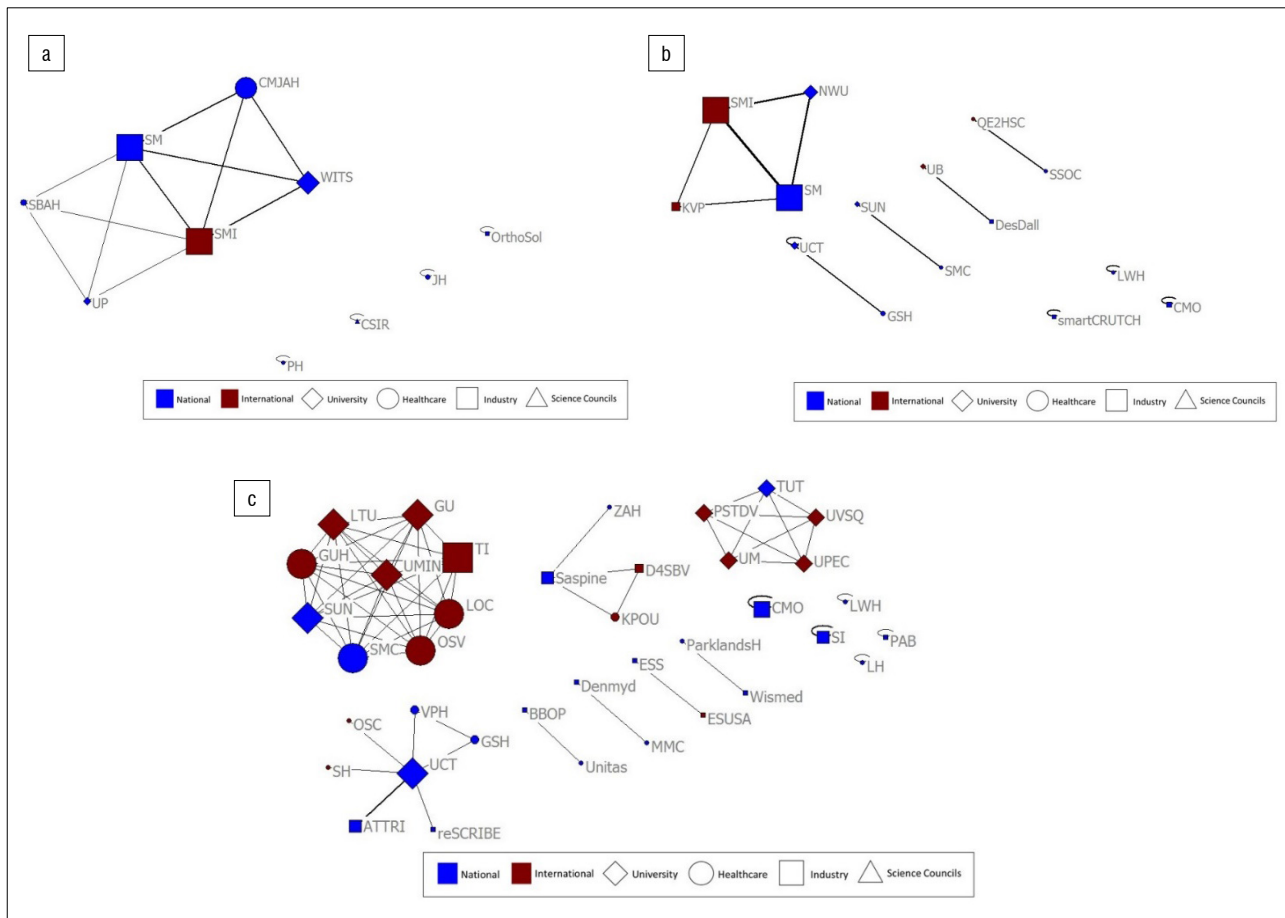 a
CMJAH
SM
WITS
SBAH
SMI
OrthoSol
JH
UP
CSIR
PH
National International University Healthcare Industry Science Councils
b
NWU
SMI
QE2HSC
UB
SSOC
SM
KVP
SUN
DesDall
UCT
SMC
LWH
CMO
GSH
smartCRUTCH
National International University Healthcare Industry Science Councils
c
GU
LTU
TI
GUH
UMIN
SUN
LOC
SMC
OSV
ZAH
Saspine
D4SBV
KPOU
TUT
PSTDV
UVSQ
UM
UPEC
CMO
LWH
SI
PAB
LH
ParklandsH
ESS
Wismed
Denmyd
ESUSA
BBOP
MMC
Unitas
VPH
OSC
GSH
UCT
SH
ATTRI
reSCRIBE
National International University Healthcare Industry Science Councils